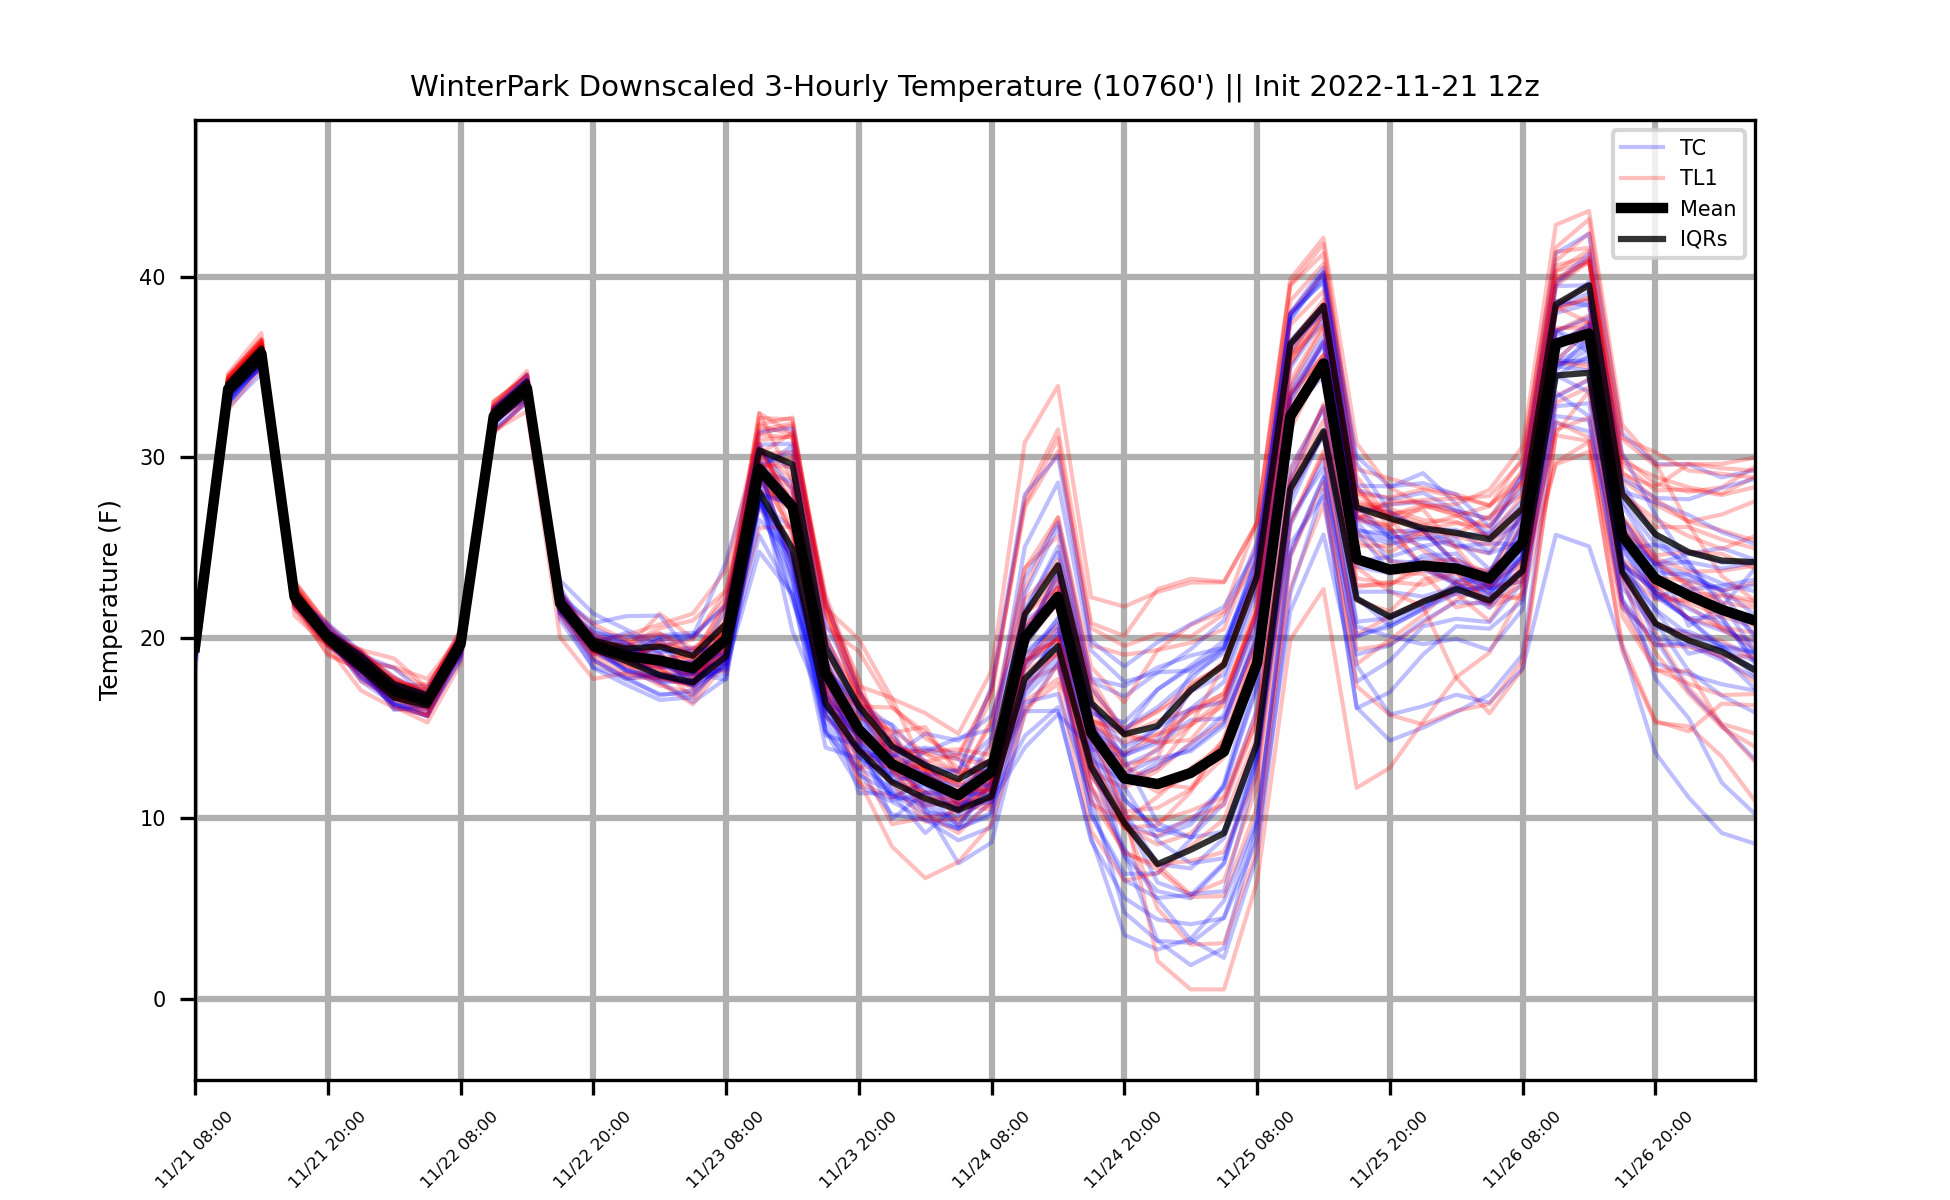 WinterPark Downscaled 3-Hourly Temperature (10760') || Init 2022-11-21 12z
TC
TL1
Mean
IQRs
Temperature (F)
40
30
20
10
0
11/21 08:00
11/21 20:00
11/22 08:00
11/22 20:00
11/23 08:00
11/23 20:00
11/24 08:00
11/24 20:00
11/25 08:00
11/25 20:00
11/26 08:00
11/26 20:00